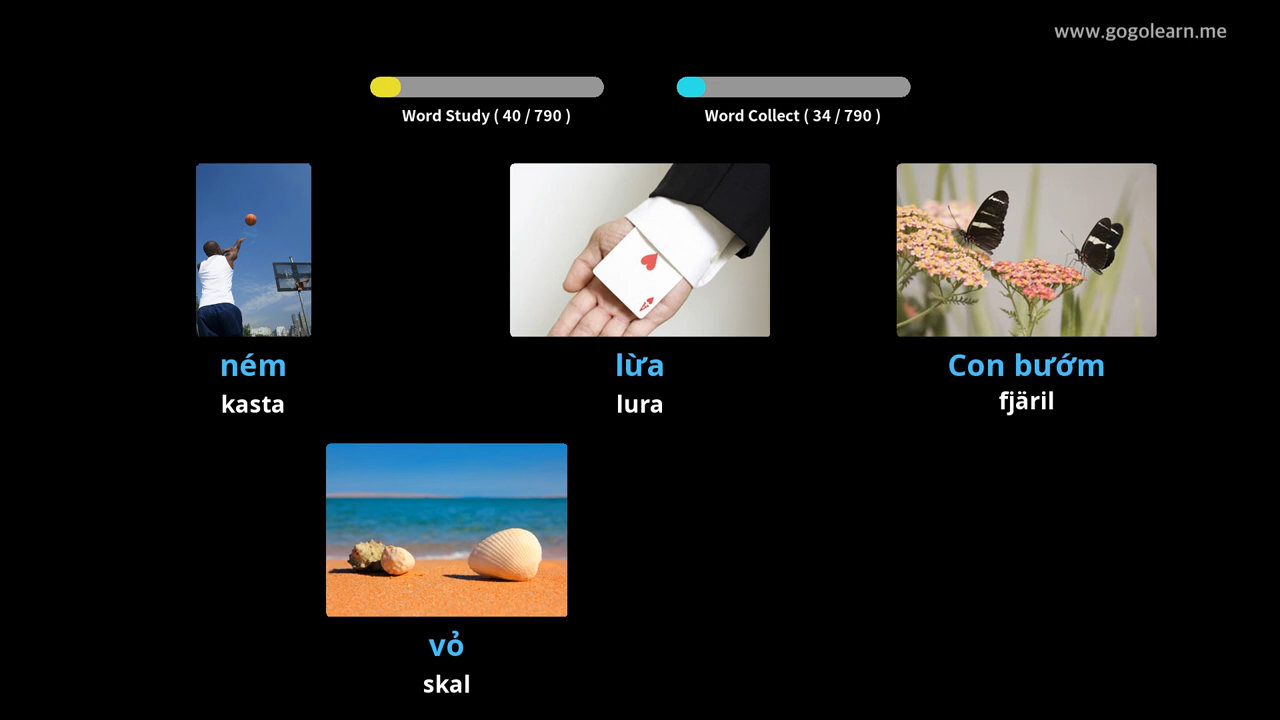 www.gogolearn.me
Word Study ( 40 / 790 )
Word Collect ( 34 / 790 )
ném
kasta
lừa
lura
Con bướm
fjäril
vỏ
skal